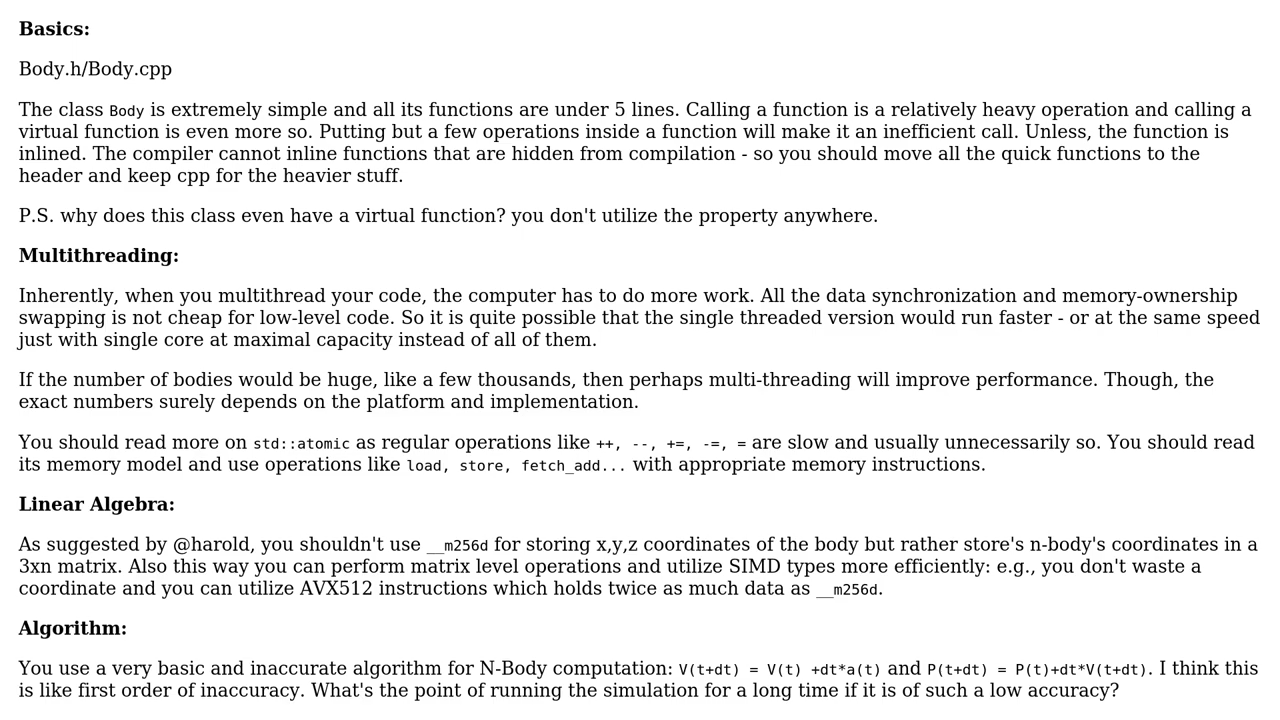 Basics:
Body.h/Body.cpp
The class Body is extremely simple and all its functions are under 5 lines. Calling a function is a relatively heavy operation and calling a
virtual function is even more so. Putting but a few operations inside a function will make it an inefficient call. Unless, the function is
inlined. The compiler cannot inline functions that are hidden from compilation - so you should move all the quick functions to the
header and keep cpp for the heavier stuff.
P.S. why does this class even have a virtual function? you don't utilize the property anywhere.
Multithreading:
Inherently, when you multithread your code, the computer has to do more work. All the data synchronization and memory-ownership
swapping is not cheap for low-level code. So it is quite possible that the single threaded version would run faster - or at the same speed
just with single core at maximal capacity instead of all of them.
If the number of bodies would be huge, like a few thousands, then perhaps multi-threading will improve performance. Though, the
exact numbers surely depends on the platform and implementation.
You should read more on std::atomic as regular operations like ++, --, +=, -=, = are slow and usually unnecessarily so. You should read
its memory model and use operations like load, store, fetch_add... with appropriate memory instructions.
Linear Algebra:
As suggested by @harold, you shouldn't use __m256d for storing x,y,z coordinates of the body but rather store's n-body's coordinates in a
3xn matrix. Also this way you can perform matrix level operations and utilize SIMD types more efficiently: e.g., you don't waste a
coordinate and you can utilize AVX512 instructions which holds twice as much data as __m256d.
Algorithm:
You use a very basic and inaccurate algorithm for N-Body computation: V(t+dt) = V(t) +dt*a(t) and P(t+dt) = P(t)+dt*V(t+dt). I think this
is like first order of inaccuracy. What's the point of running the simulation for a long time if it is of such a low accuracy?